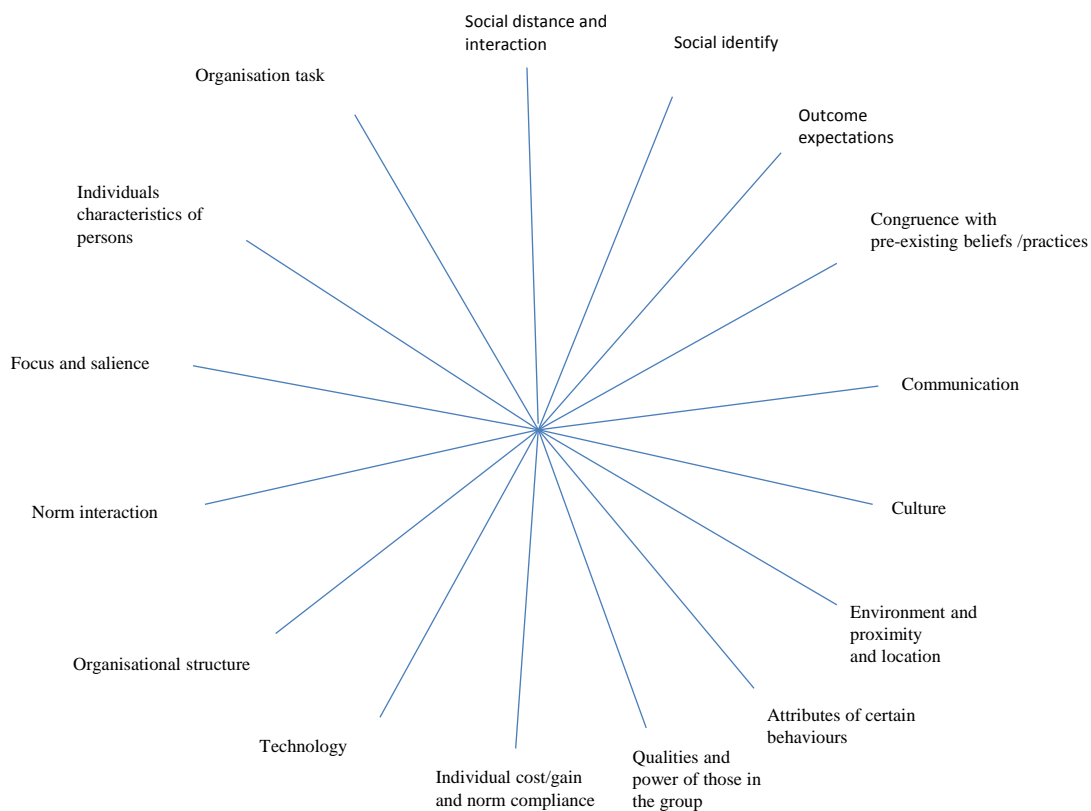 Social distance and
interaction
Social identify
Organisation task
Outcome
expectations
Individuals
characteristics of
persons
Congruence with
pre-existing beliefs /practices
Focus and salience
Communication
Norm interaction
Culture
Environment and
proximity
and location
Organisational structure
Attributes of certain
behaviours
Technology
Qualities and
power of those in
the group
Individual cost/gain
and norm compliance